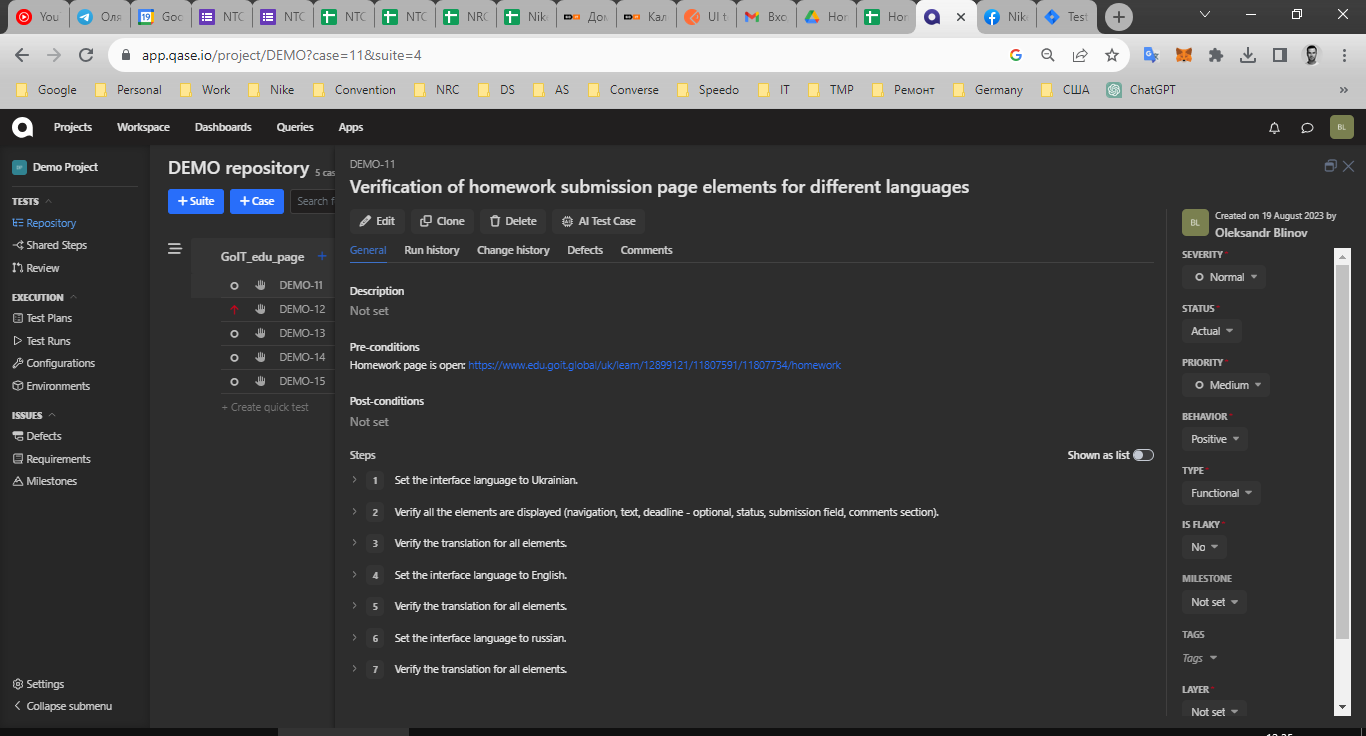 You
Оля
Goo
NTC
NTC
NTC
NTC
NRC
Nike
Дом
Кал
UI t
Вхо
Hor
Hor
Nik
Test
app.qase.io/project/DEMO?case=11&suite=4
Google Personal Work Nike Convention NRC DS AS Converse Speedo IT TMP Ремонт Germany США ChatGPT »
Projects Workspace Dashboards Queries Apps BL
Demo Project
TESTS
Repository
Shared Steps
Review
EXECUTION
Test Plans
Test Runs
Configurations
Environments
ISSUES
Defects
Requirements
Milestones
Settings
Collapse submenu
DEMO repository 5 cas
+ Suite + Case Search f
GoIT_edu_page +
DEMO-11
DEMO-12
DEMO-13
DEMO-14
DEMO-15
+ Create quick test
DEMO-11
Verification of homework submission page elements for different languages
Edit Clone Delete AI Test Case
General Run history Change history Defects Comments
Description
Not set
Pre-conditions
Homework page is open: https://www.edu.goit.global/uk/learn/12899121/11807591/11807734/homework
Post-conditions
Not set
Steps Shown as list
1 Set the interface language to Ukrainian.
2 Verify all the elements are displayed (navigation, text, deadline - optional, status, submission field, comments section).
3 Verify the translation for all elements.
4 Set the interface language to English.
5 Verify the translation for all elements.
6 Set the interface language to russian.
7 Verify the translation for all elements.
BL
Created on 19 August 2023 by
Oleksandr Blinov
SEVERITY*
Normal
STATUS*
Actual
PRIORITY*
Medium
BEHAVIOR*
Positive
TYPE*
Functional
IS FLAKY*
No
MILESTONE
Not set
TAGS
Tags
LAYER*
Not set